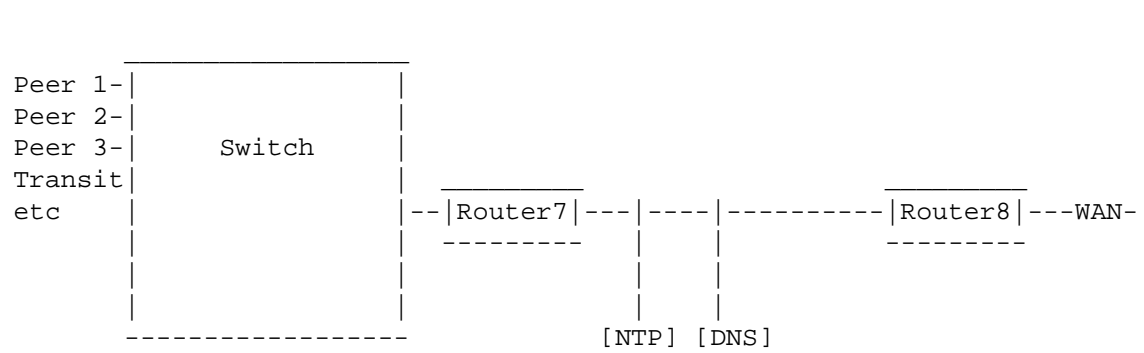 Peer 1-
Peer 2-
Peer 3- Switch
Transit
etc --|Router7|---|----|----------|Router8|---WAN-
[NTP] [DNS]